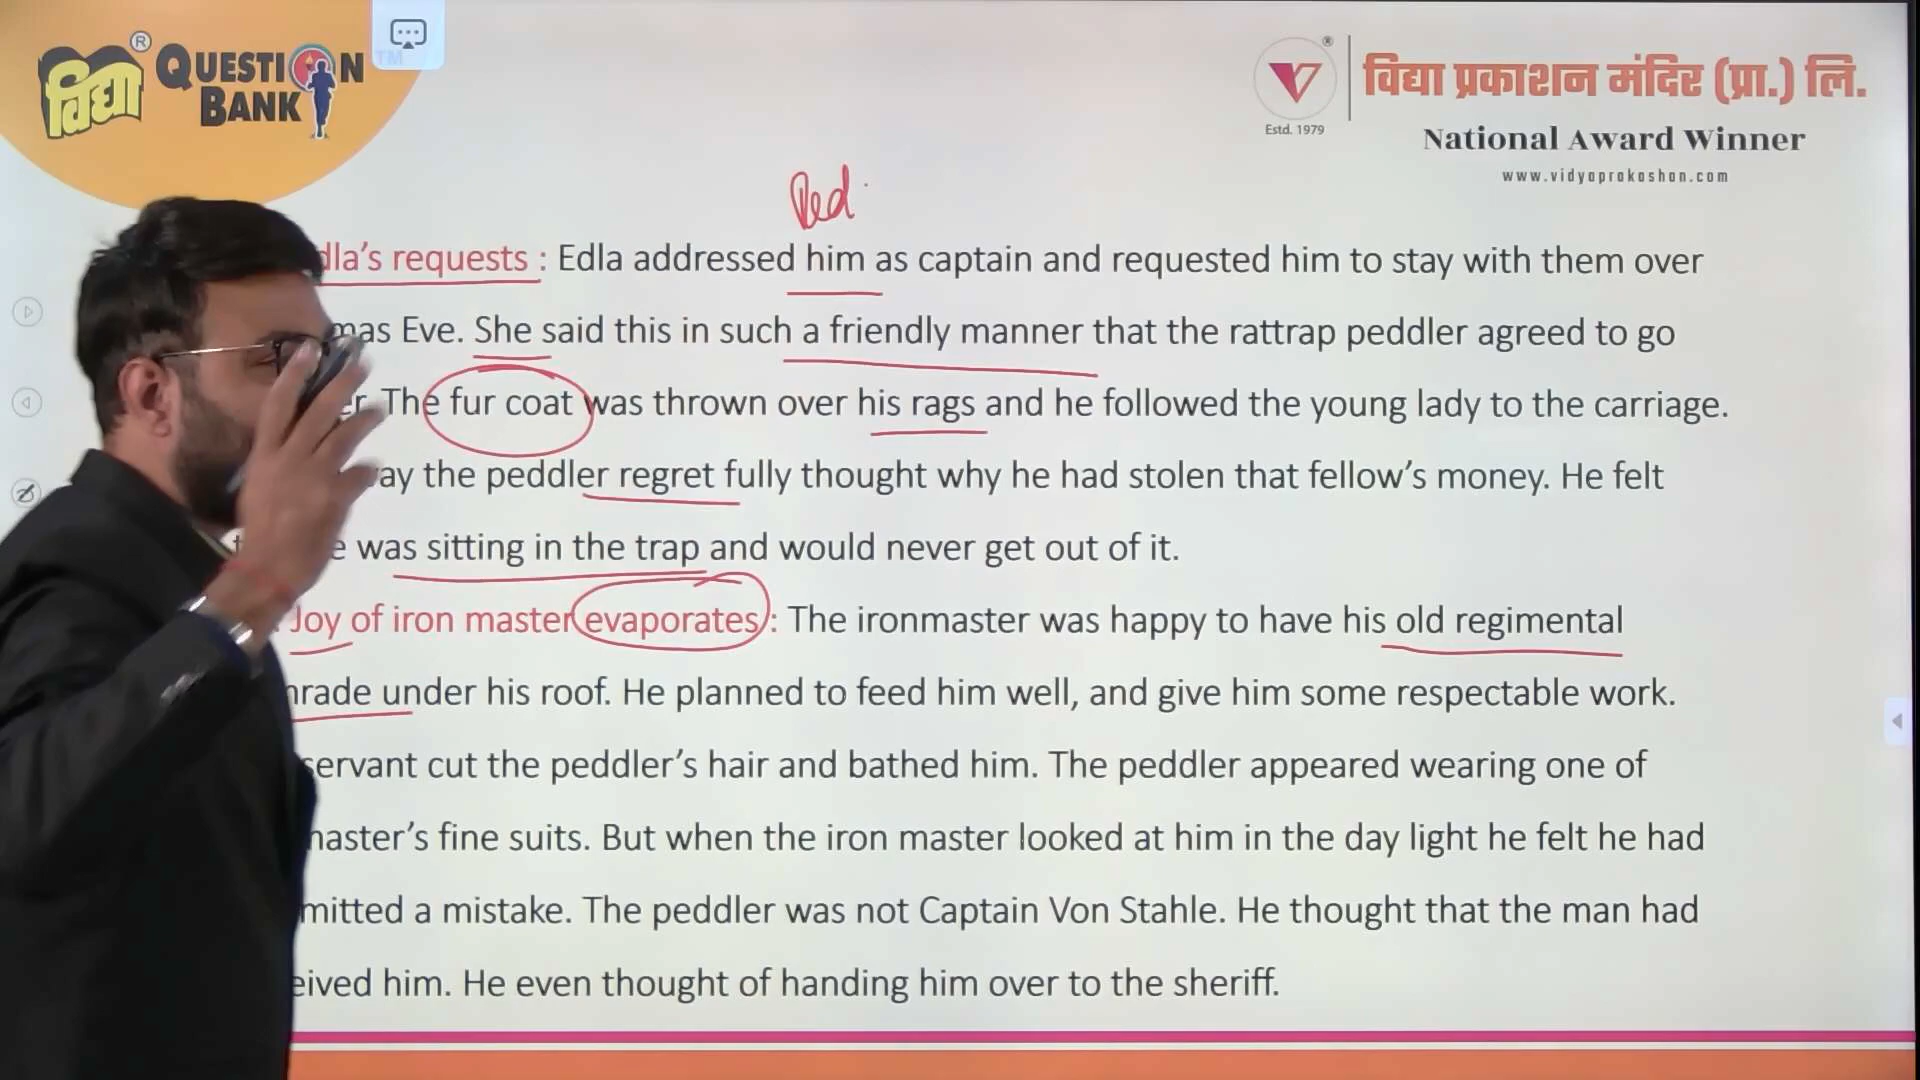 विद्या
®
QUESTION
BANK
TM
®
Estd. 1979
विद्या प्रकाशन मंदिर (प्रा.) लि.
National Award Winner
www.vidyaprakashan.com
Ped
dla's requests : Edla addressed him as captain and requested him to stay with them over
mas Eve. She said this in such a friendly manner that the rattrap peddler agreed to go
er. The fur coat was thrown over his rags and he followed the young lady to the carriage.
ay the peddler regret fully thought why he had stolen that fellow's money. He felt
e was sitting in the trap and would never get out of it.
Joy of iron master evaporates : The ironmaster was happy to have his old regimental
mrade under his roof. He planned to feed him well, and give him some respectable work.
servant cut the peddler's hair and bathed him. The peddler appeared wearing one of
master's fine suits. But when the iron master looked at him in the day light he felt he had
mitted a mistake. The peddler was not Captain Von Stahle. He thought that the man had
eived him. He even thought of handing him over to the sheriff.